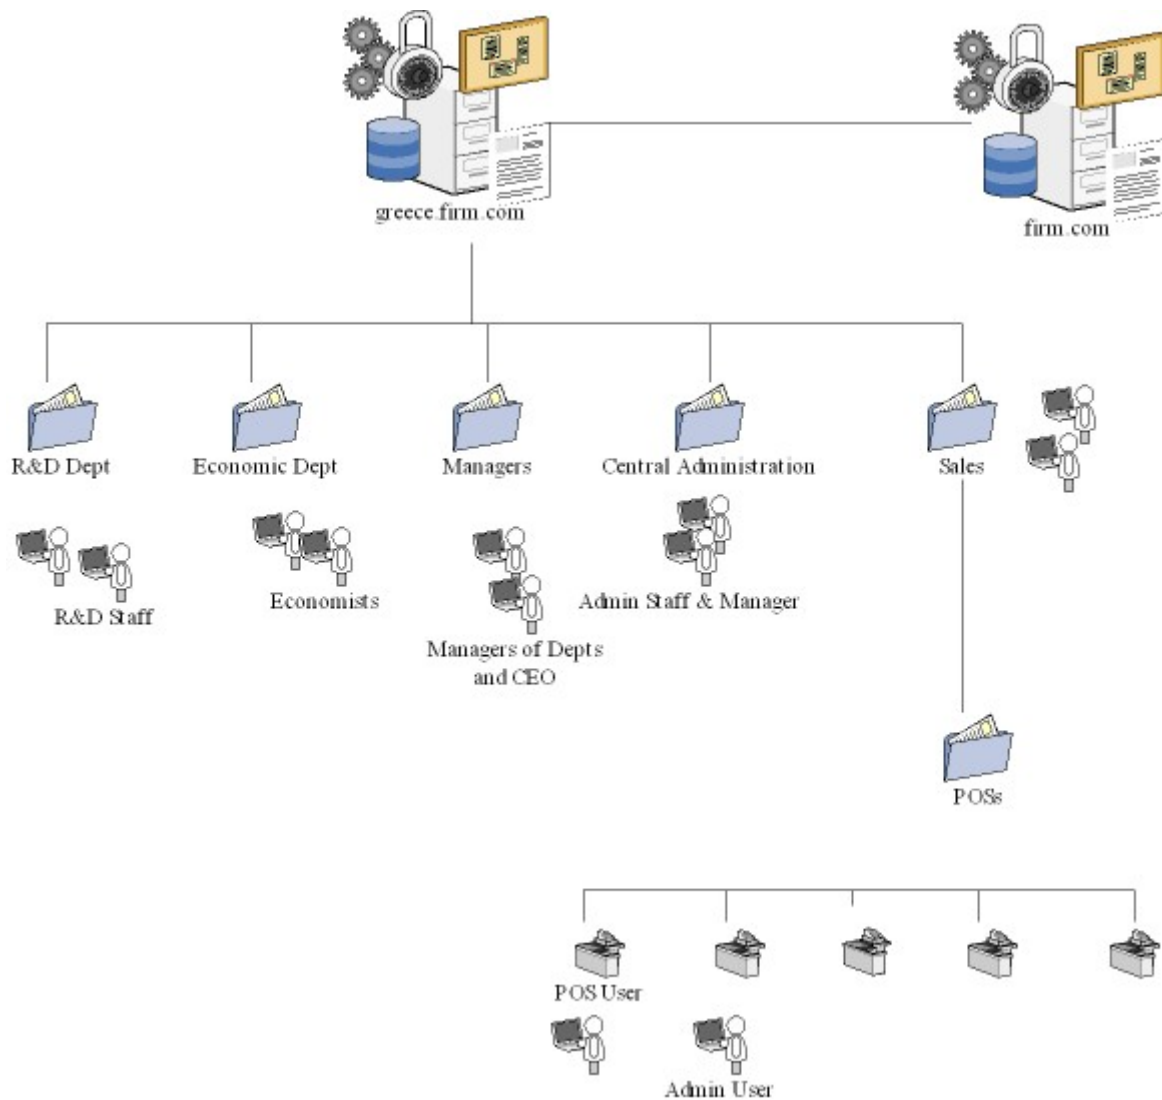 greece.firm.com
firm.com
R&D Dept
Economic Dept
Managers
Central Administration
Sales
R&D Staff
Economists
Managers of Depts
and CEO
Admin Staff & Manager
POSs
POS User
Admin User